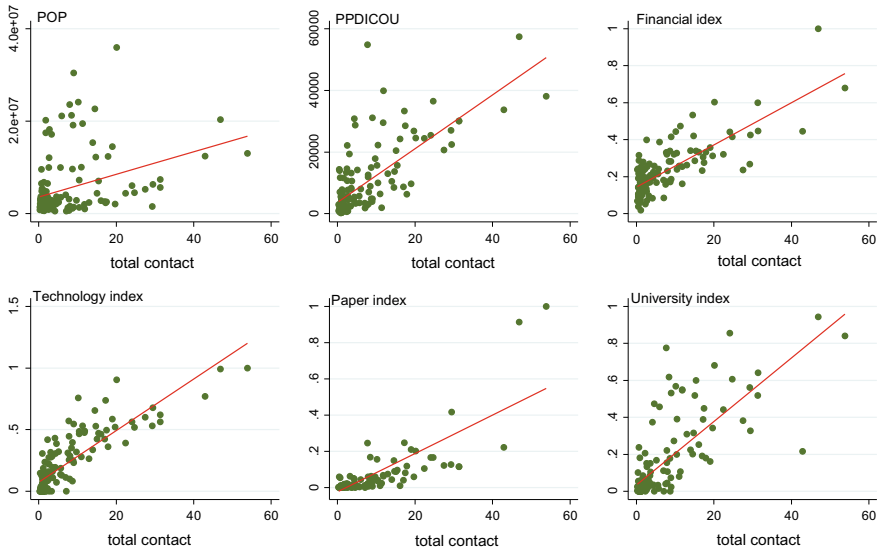 POP
4.0e+07
2.0e+07
0
0 20 40 60
total contact
PPDICOU
60000
40000
20000
0
0 20 40 60
total contact
Financial idex
1
.8
.6
.4
.2
0
0 20 40 60
total contact
Technology index
1.5
1
.5
0
0 20 40 60
total contact
Paper index
1
.8
.6
.4
.2
0
0 20 40 60
total contact
University index
1
.8
.6
.4
.2
0
0 20 40 60
total contact